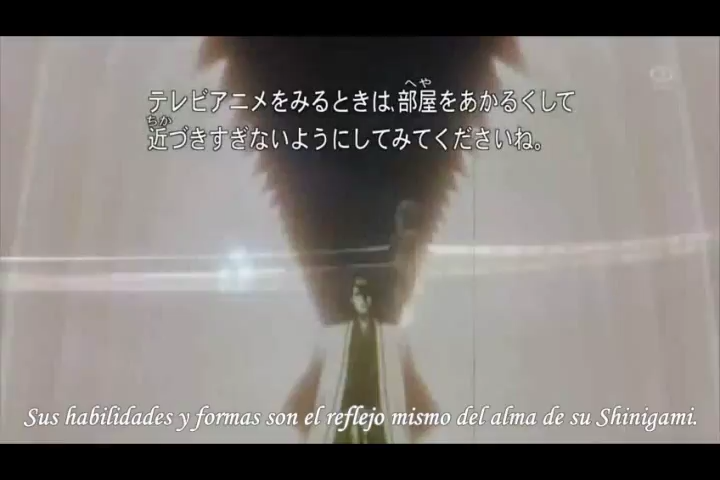 テレビアニメをみるときは、部屋をあかるくして
近づきすぎないようにしてみてくださいね。
Sus habilidades y formas son el reflejo mismo del alma de su Shinigami.